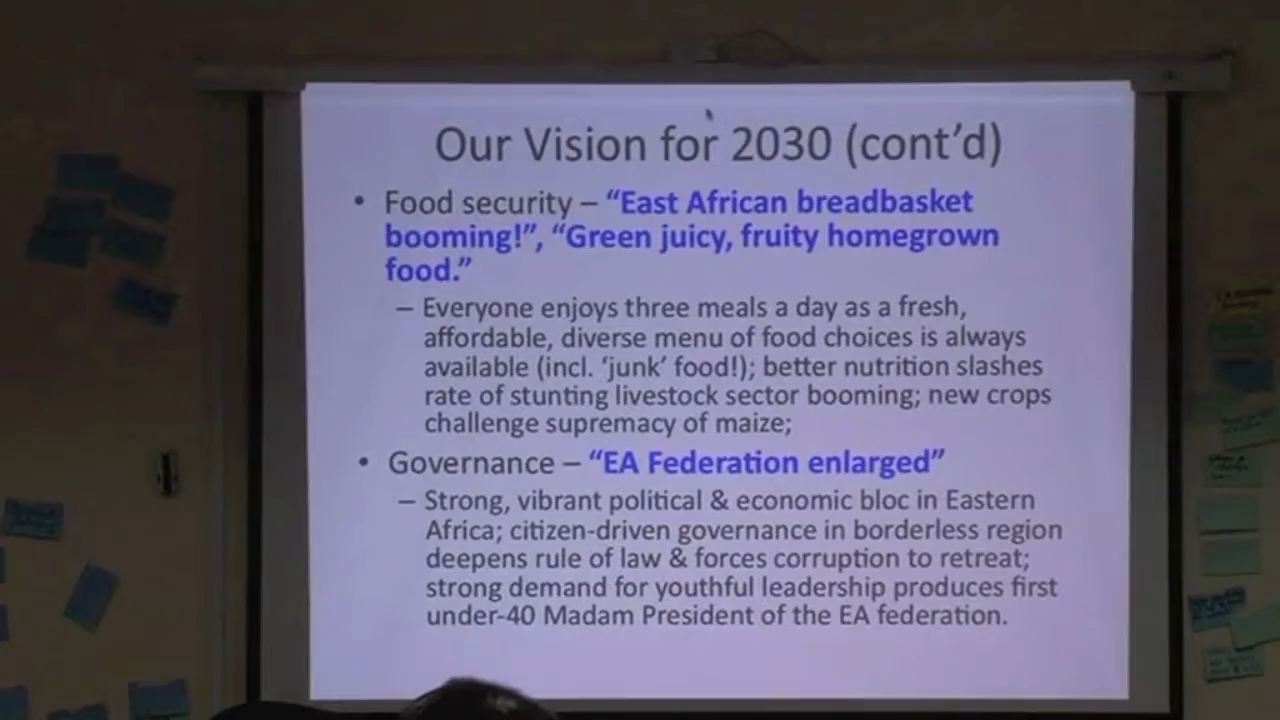 Our Vision for 2030 (cont’d)
• Food security – “East African breadbasket
booming!”, “Green juicy, fruity homegrown
food.”
– Everyone enjoys three meals a day as a fresh,
affordable, diverse menu of food choices is always
available (incl. ‘junk’ food!); better nutrition slashes
rate of stunting livestock sector booming; new crops
challenge supremacy of maize;
• Governance – “EA Federation enlarged”
– Strong, vibrant political & economic bloc in Eastern
Africa; citizen-driven governance in borderless region
deepens rule of law & forces corruption to retreat;
strong demand for youthful leadership produces first
under-40 Madam President of the EA federation.